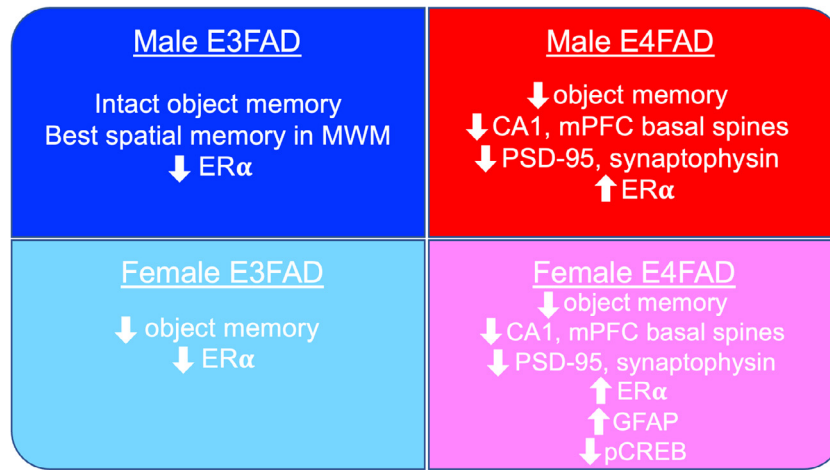 Male E3FAD
Intact object memory
Best spatial memory in MWM
↓ ERα
Male E4FAD
↓ object memory
↓ CA1, mPFC basal spines
↓ PSD-95, synaptophysin
↑ ERα
Female E3FAD
↓ object memory
↓ ERα
Female E4FAD
↓ object memory
↓ CA1, mPFC basal spines
↓ PSD-95, synaptophysin
↑ ERα
↑ GFAP
↓ pCREB